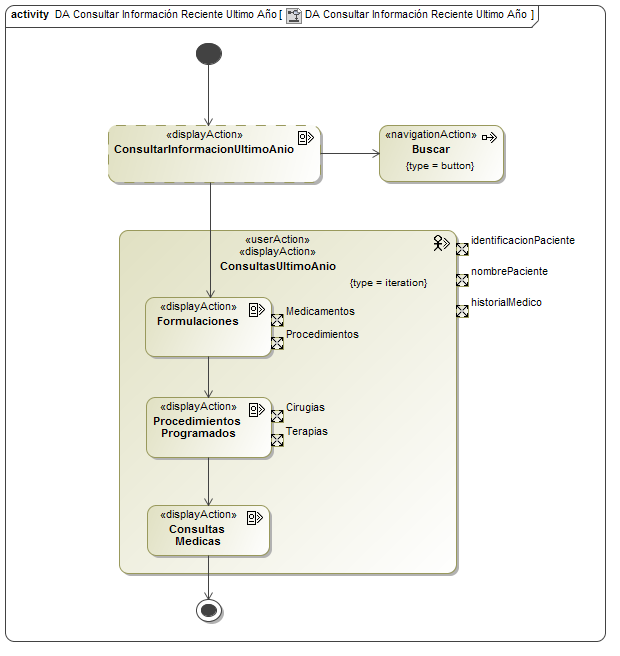 activity DA Consultar Información Reciente Ultimo Año [ DA Consultar Información Reciente Ultimo Año ]
«displayAction»
ConsultarInformacionUltimoAnio
«navigationAction»
Buscar
{type = button}
«userAction»
«displayAction»
ConsultasUltimoAnio
{type = iteration}
identificacionPaciente
nombrePaciente
historialMedico
«displayAction»
Formulaciones
Medicamentos
Procedimientos
«displayAction»
Procedimientos
Programados
Cirugias
Terapias
«displayAction»
Consultas
Medicas